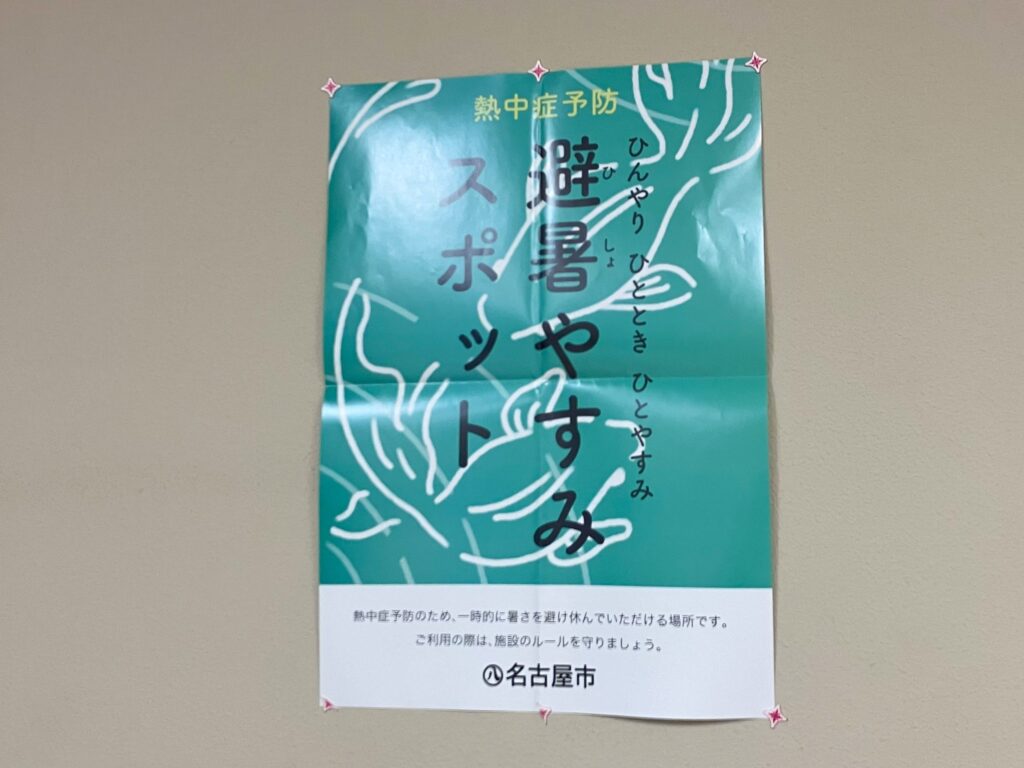 熱中症予防
ひんやり ひととき ひとやすみ
避暑やすみ
ひしょ
スポット
熱中症予防のため、一時的に暑さを避け休んでいただける場所です。
ご利用の際は、施設のルールを守りましょう。
㊇名古屋市